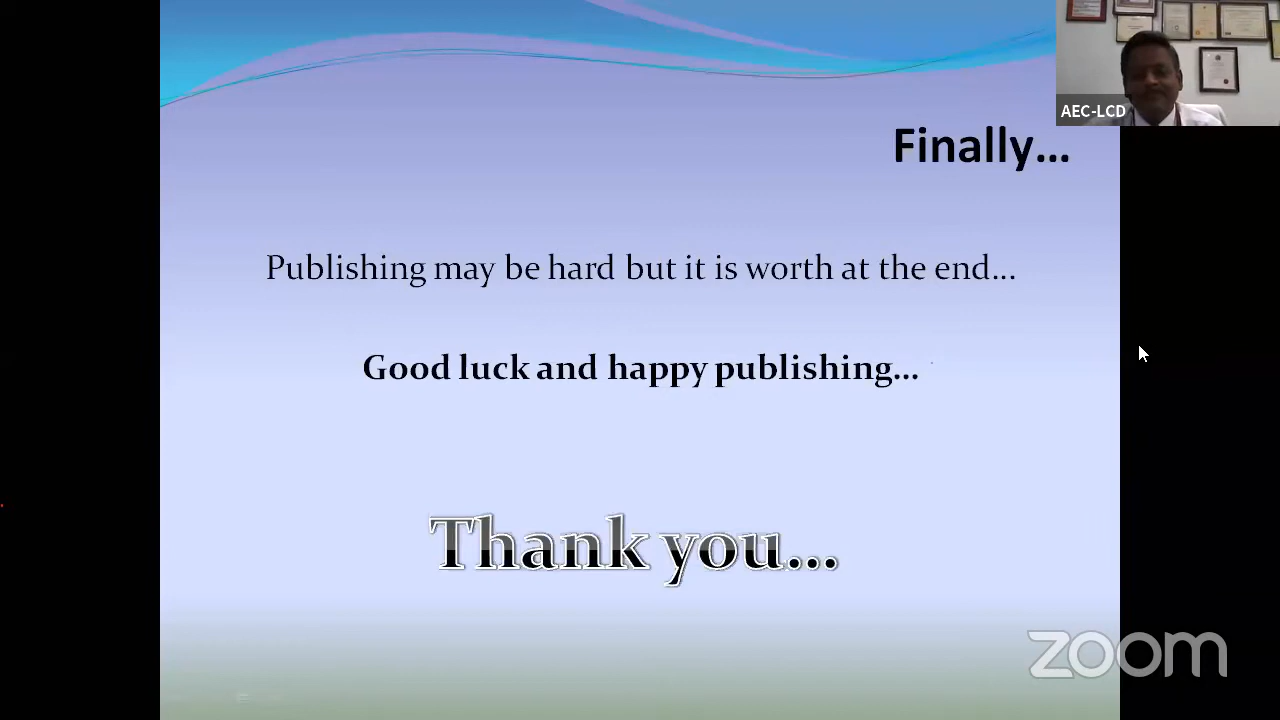 AEC-LCD
Finally...
Publishing may be hard but it is worth at the end...
Good luck and happy publishing...
Thank you...
zoom